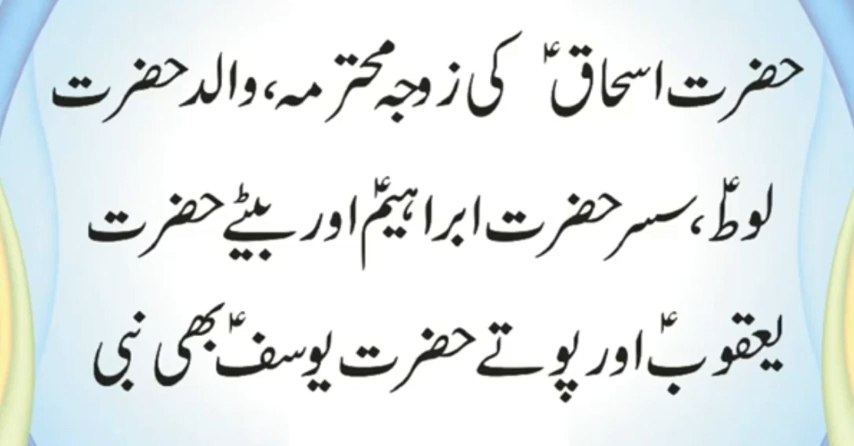 حضرت اسحاقؑ کی زوجہ محترمہ، والد حضرت
لوطؑ، سسر حضرت ابراہیمؑ اور بیٹے حضرت
یعقوبؑ اور پوتے حضرت یوسفؑ بھی نبی